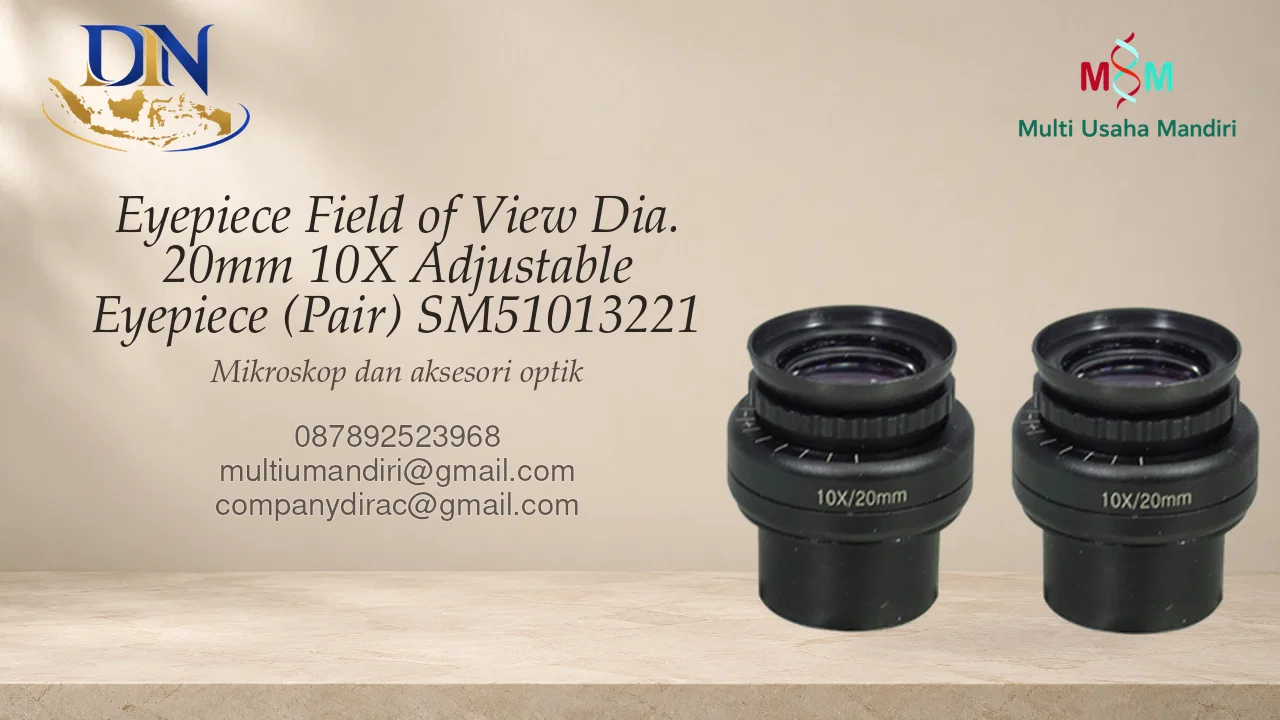 DN
M M
Multi Usaha Mandiri
Eyepiece Field of View Dia.
20mm 10X Adjustable
Eyepiece (Pair) SM51013221
Mikroskop dan aksesori optik
087892523968
multiumandiri@gmail.com
companydirac@gmail.com
10X/20mm
10X/20mm